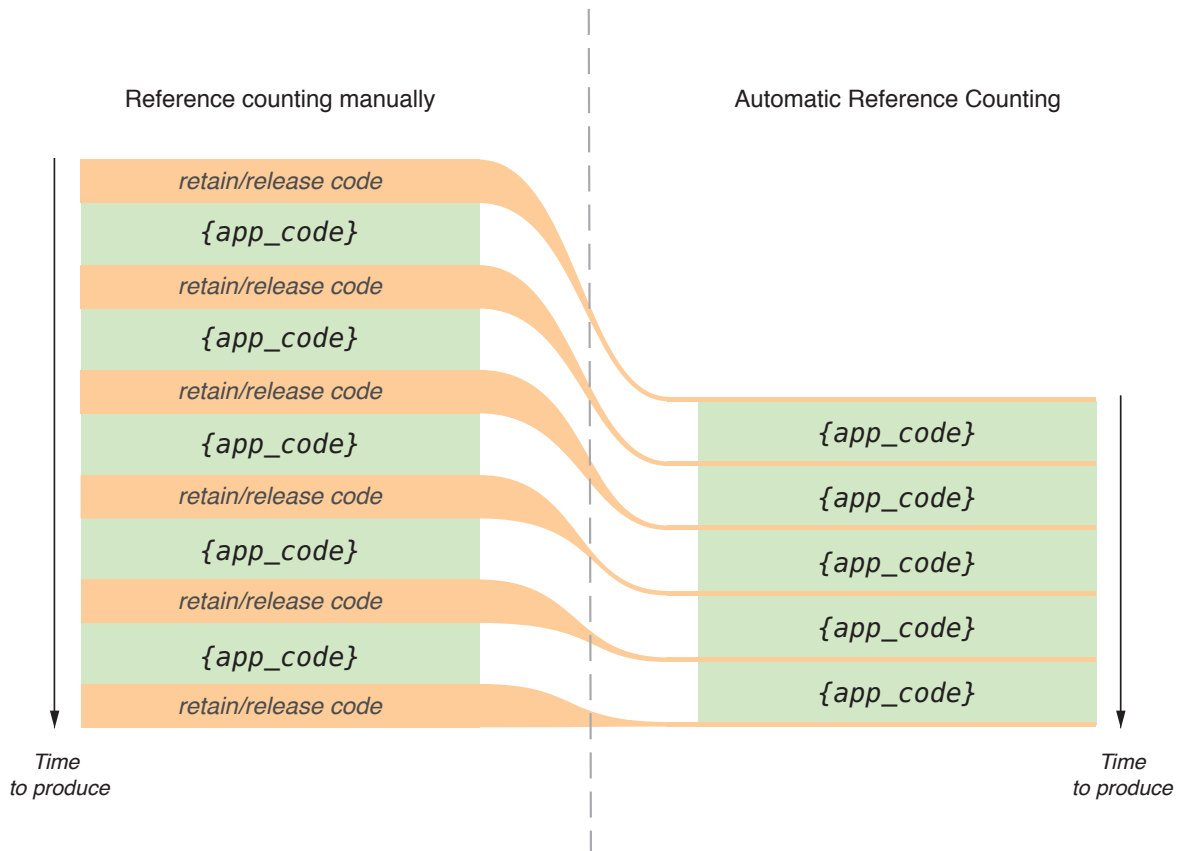 Reference counting manually
Automatic Reference Counting
retain/release code
{app_code}
retain/release code
{app_code}
retain/release code
{app_code}
retain/release code
{app_code}
retain/release code
{app_code}
retain/release code
Time
to produce
{app_code}
{app_code}
{app_code}
{app_code}
{app_code}
Time
to produce